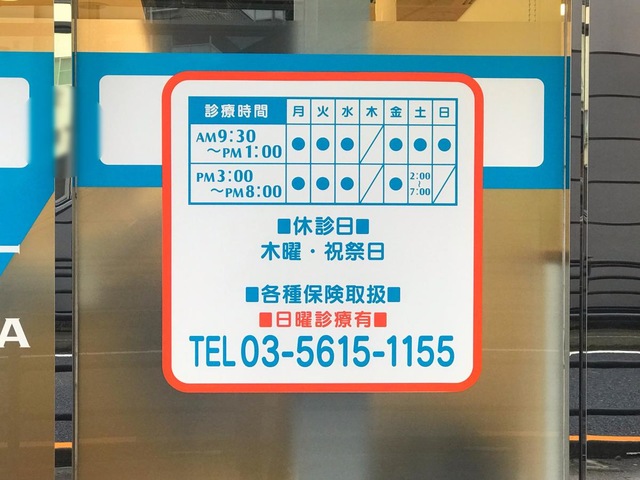 診療時間 月 火 水 木 金 土 日
AM9:30 ～PM1:00 ● ● ● ／ ● ● ●
PM3:00 ～PM8:00 ● ● ● ／ ● 2:00～7:00 ／
■休診日■
木曜・祝祭日
■各種保険取扱■
■日曜診療有■
TEL 03-5615-1155
A